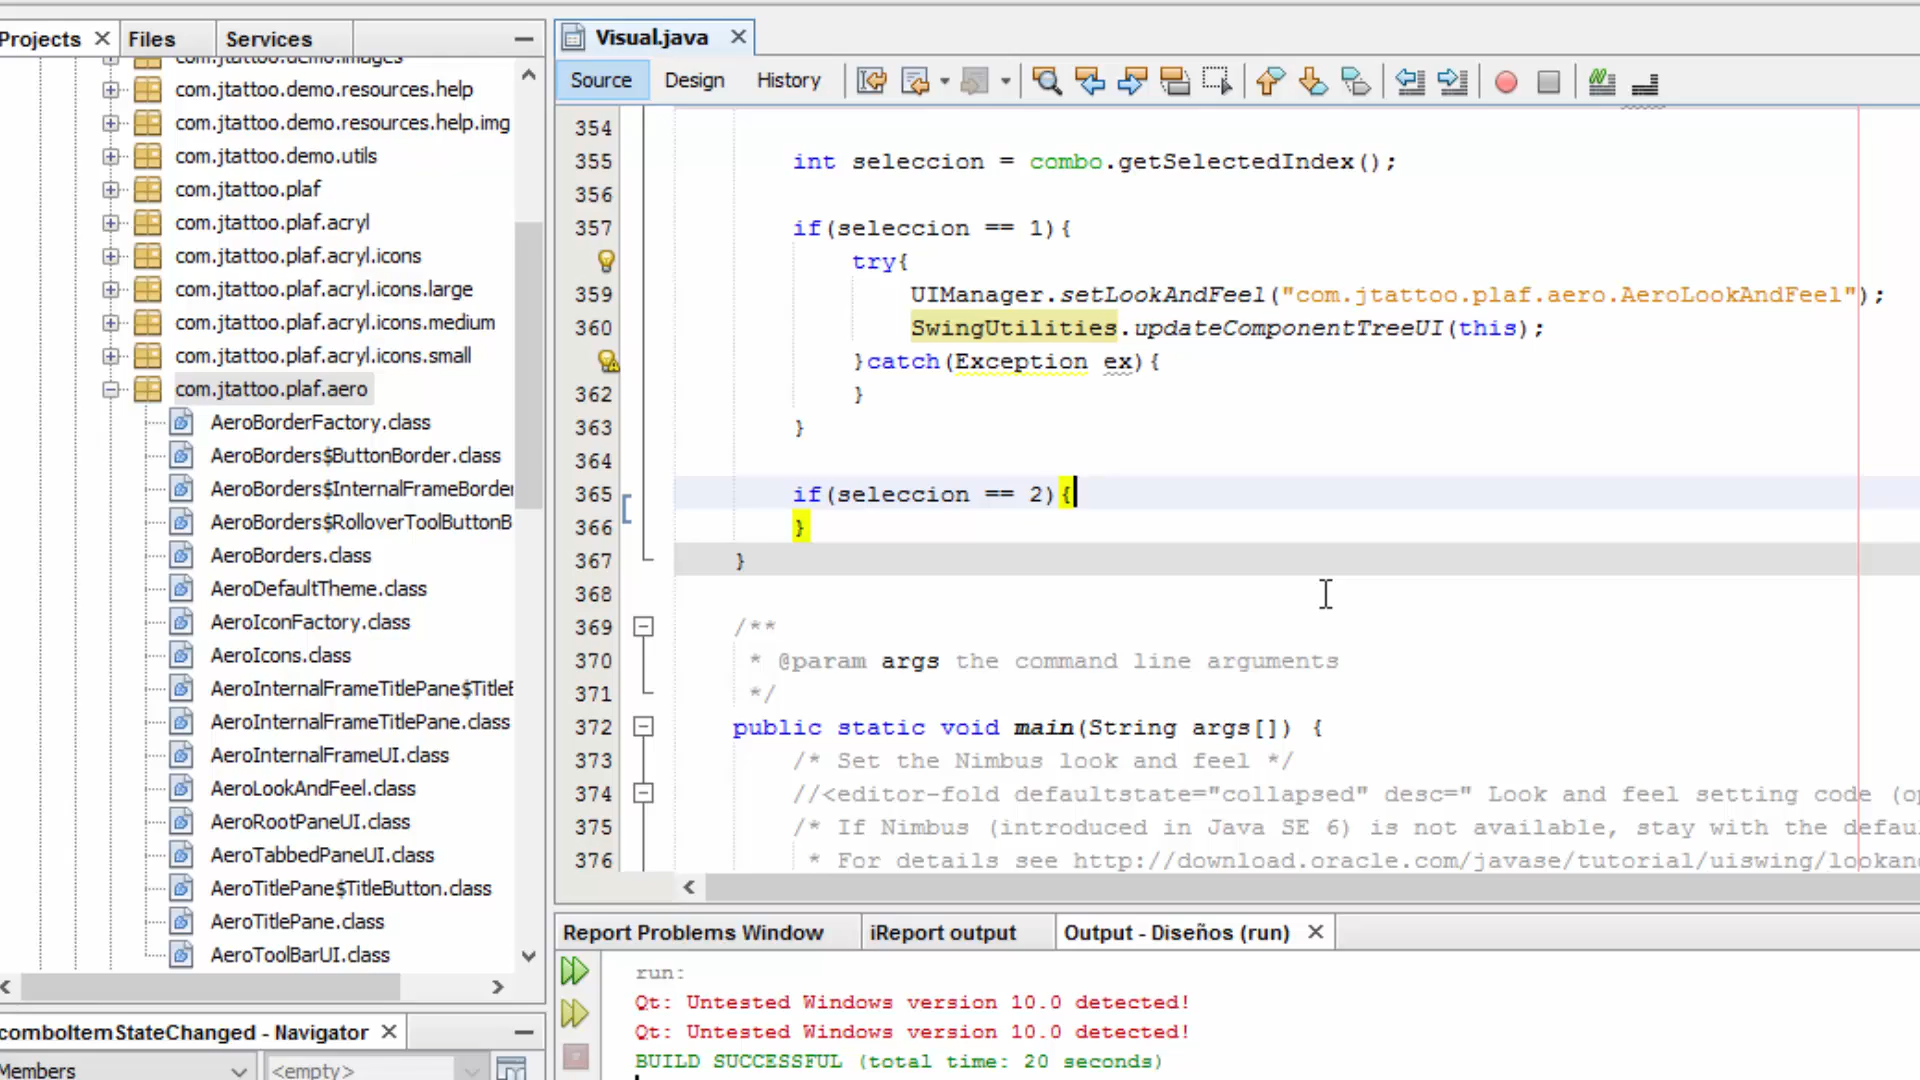 Projects
Files
Services
com.jtattoo.demo.images
com.jtattoo.demo.resources.help
com.jtattoo.demo.resources.help.img
com.jtattoo.demo.utils
com.jtattoo.plaf
com.jtattoo.plaf.acryl
com.jtattoo.plaf.acryl.icons
com.jtattoo.plaf.acryl.icons.large
com.jtattoo.plaf.acryl.icons.medium
com.jtattoo.plaf.acryl.icons.small
com.jtattoo.plaf.aero
AeroBorderFactory.class
AeroBorders$ButtonBorder.class
AeroBorders$InternalFrameBorder
AeroBorders$RolloverToolButtonB
AeroBorders.class
AeroDefaultTheme.class
AeroIconFactory.class
AeroIcons.class
AeroInternalFrameTitlePane$TitleB
AeroInternalFrameTitlePane.class
AeroInternalFrameUI.class
AeroLookAndFeel.class
AeroRootPaneUI.class
AeroTabbedPaneUI.class
AeroTitlePane$TitleButton.class
AeroTitlePane.class
AeroToolBarUI.class
comboItemStateChanged - Navigator
Members
<empty>
Visual.java
Source
Design
History
354
355 int seleccion = combo.getSelectedIndex();
356
357 if(seleccion == 1){
try{
359 UIManager.setLookAndFeel("com.jtattoo.plaf.aero.AeroLookAndFeel");
360 SwingUtilities.updateComponentTreeUI(this);
}catch(Exception ex){
362 }
363 }
364
365 if(seleccion == 2){
366 }
367 }
368
369 /**
370 * @param args the command line arguments
371 */
372 public static void main(String args[]) {
373 /* Set the Nimbus look and feel */
374 //<editor-fold defaultstate="collapsed" desc=" Look and feel setting code (op
375 /* If Nimbus (introduced in Java SE 6) is not available, stay with the defau
376 * For details see http://download.oracle.com/javase/tutorial/uiswing/lookan
Report Problems Window
iReport output
Output - Diseños (run)
run:
Qt: Untested Windows version 10.0 detected!
Qt: Untested Windows version 10.0 detected!
BUILD SUCCESSFUL (total time: 20 seconds)